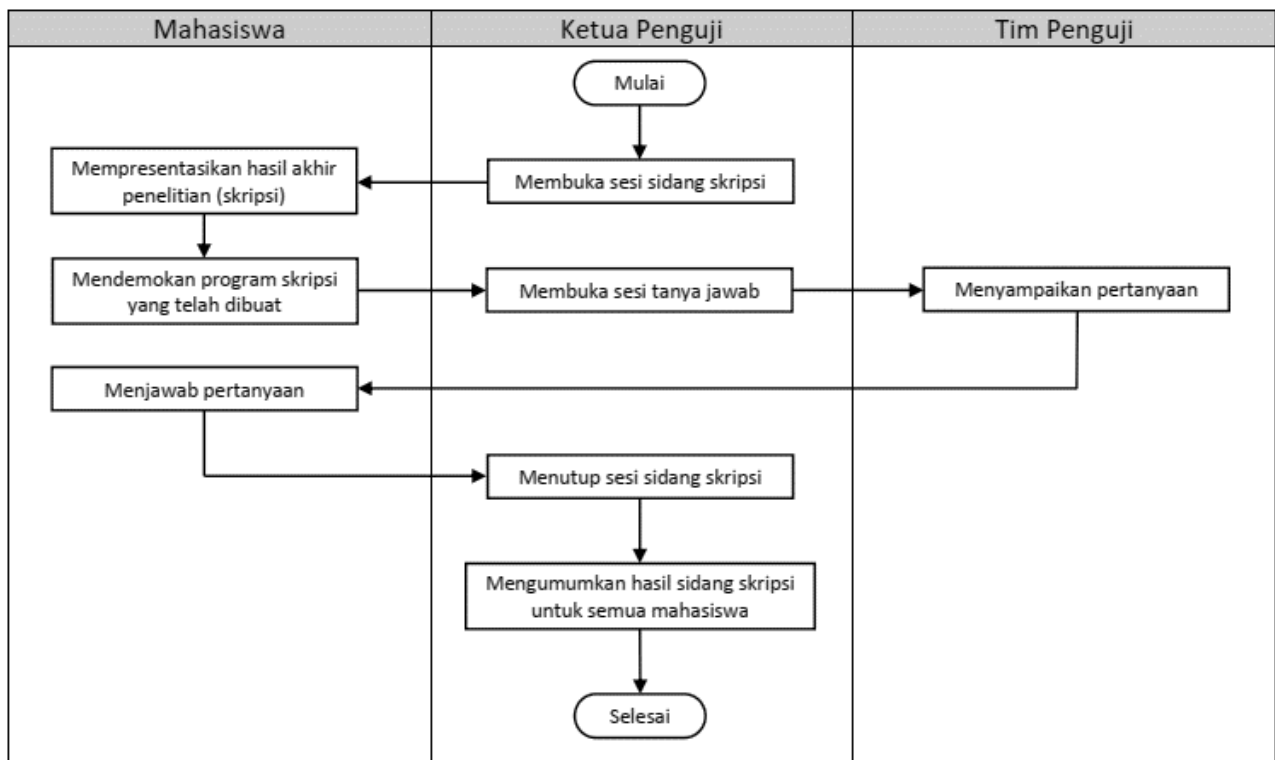 Mahasiswa
Ketua Penguji
Tim Penguji
Mulai
Mempresentasikan hasil akhir
penelitian (skripsi)
Membuka sesi sidang skripsi
Mendemokan program skripsi
yang telah dibuat
Membuka sesi tanya jawab
Menyampaikan pertanyaan
Menjawab pertanyaan
Menutup sesi sidang skripsi
Mengumumkan hasil sidang skripsi
untuk semua mahasiswa
Selesai